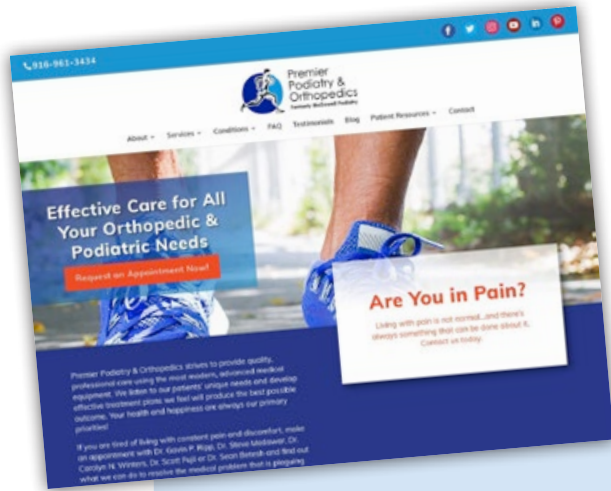 916-961-3434
Premier
Podiatry &
Orthopedics
Formerly McDowell Podiatry
About Services Conditions FAQ Testimonials Blog Patient Resources Contact
Effective Care for All
Your Orthopedic &
Podiatric Needs
Request an Appointment Now!
Are You in Pain?
Living with pain is not normal...and there's
always something that can be done about it.
Contact us today.
Premier Podiatry & Orthopedics strives to provide quality,
professional care using the most modern, advanced medical
equipment. We listen to our patients' unique needs and develop
effective treatment plans we feel will produce the best possible
outcome. Your health and happiness are always our primary
priorities!
If you are tired of living with constant pain and discomfort, make
an appointment with Dr. Gavin P. Ripp, Dr. Steve Medawar, Dr.
Carolyn N. Winters, Dr. Scott Fujii or Dr. Sean and find out
what we can do to resolve the medical problem that is plaguing